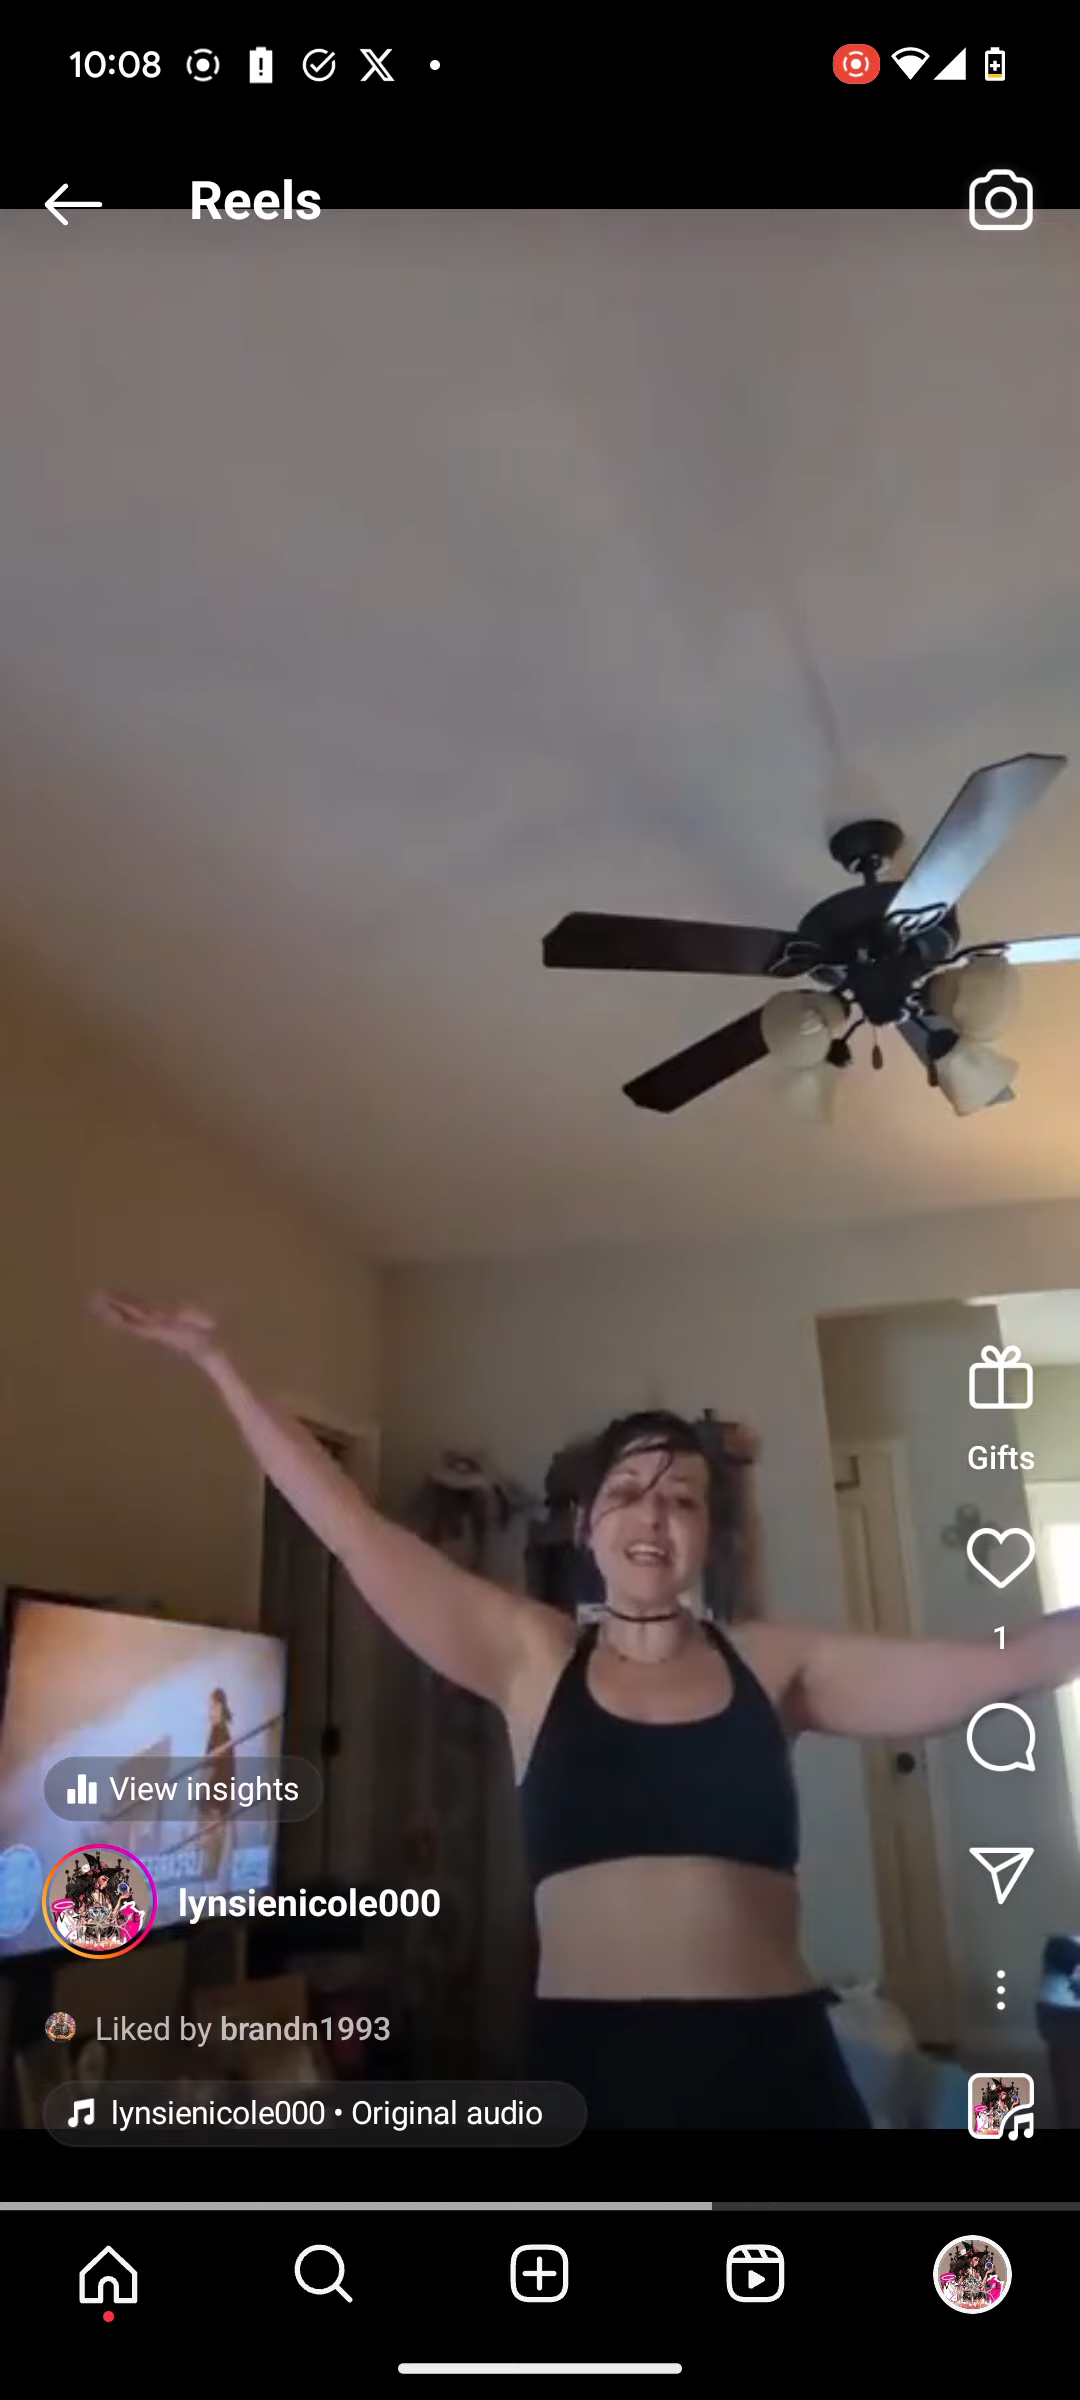 10:08
Reels
Gifts
1
View insights
lynsienicole000
Liked by brandn1993
lynsienicole000 • Original audio